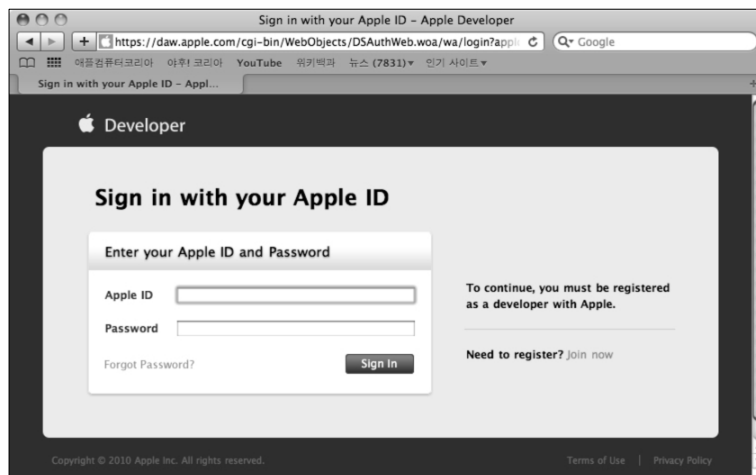 Sign in with your Apple ID – Apple Developer
https://daw.apple.com/cgi-bin/WebObjects/DSAuthWeb.woa/wa/login?appl
Google
애플컴퓨터코리아 야후! 코리아 YouTube 위키백과 뉴스 (7831)▾ 인기 사이트▾
Sign in with your Apple ID – Appl...
Developer
Sign in with your Apple ID
Enter your Apple ID and Password
Apple ID
To continue, you must be registered
as a developer with Apple.
Password
Need to register? Join now
Forgot Password?
Sign In
Copyright © 2010 Apple Inc. All rights reserved.
Terms of Use | Privacy Policy